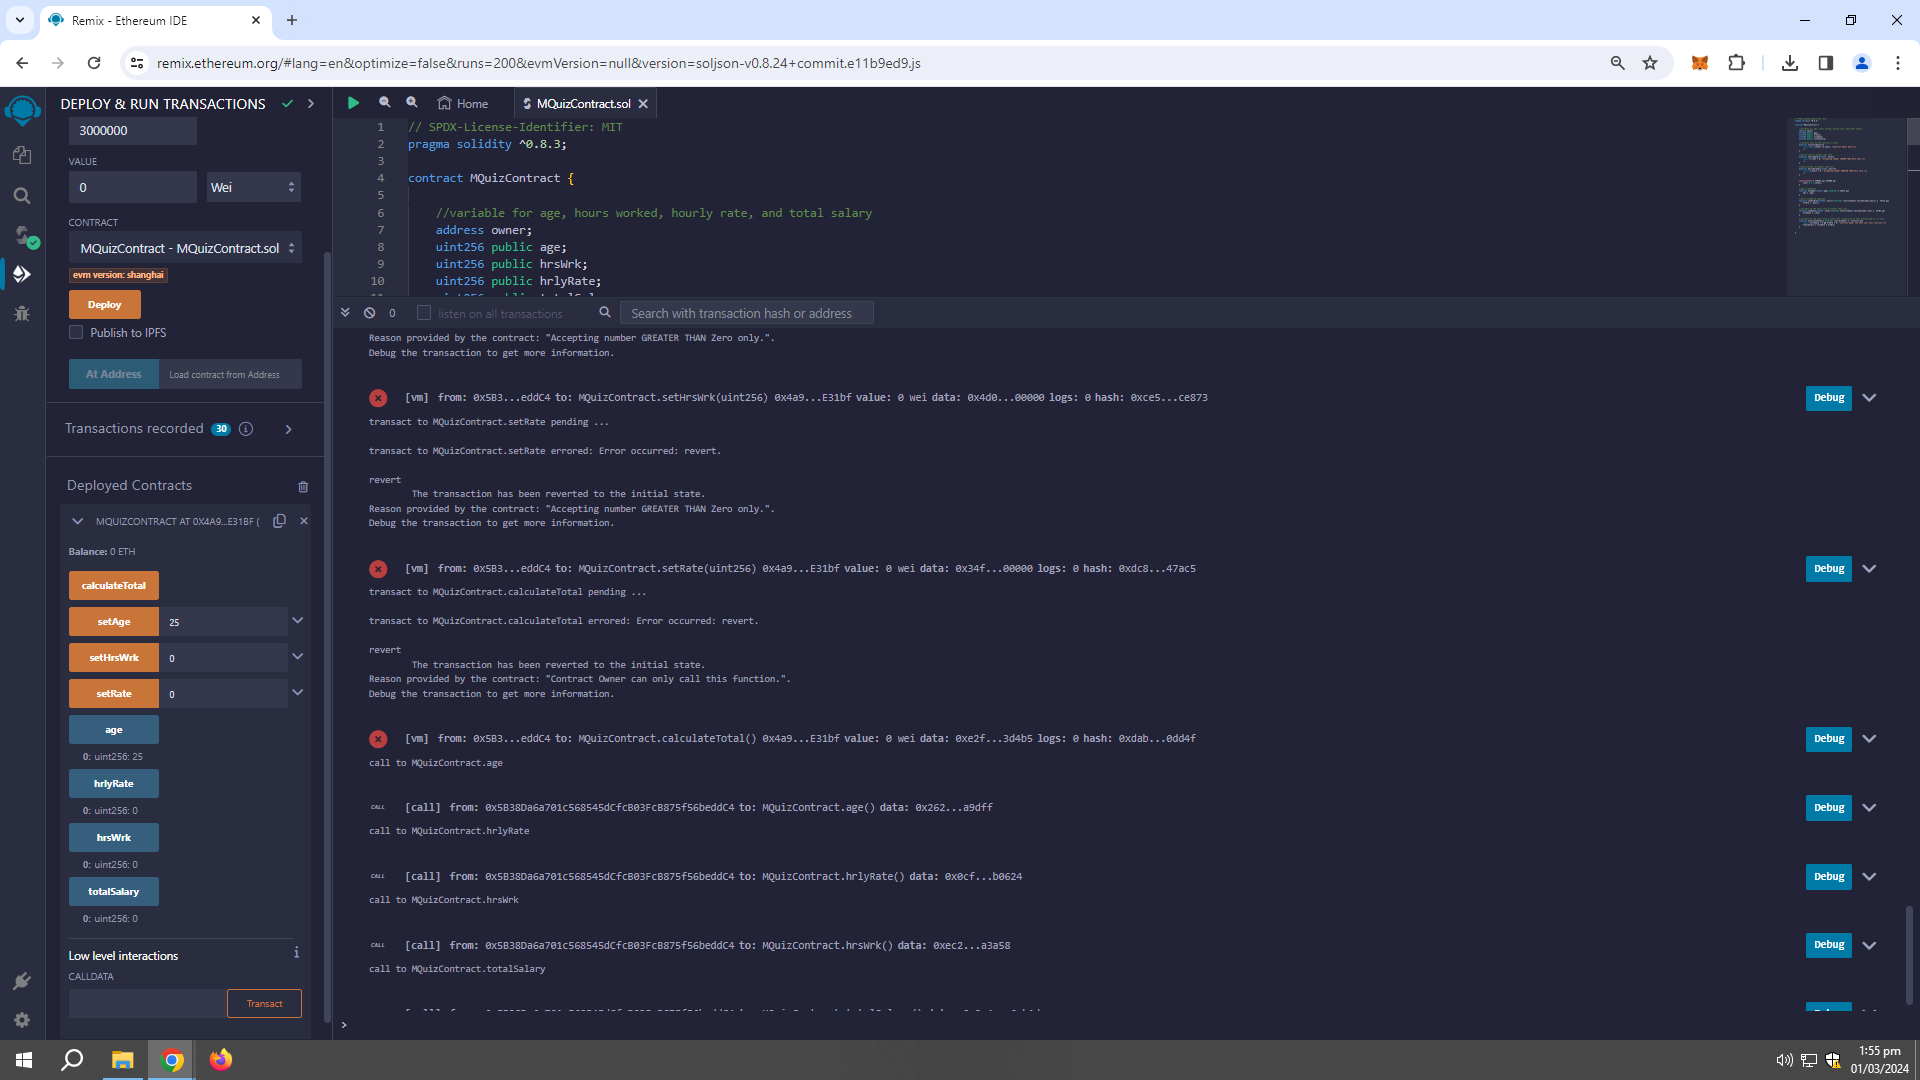 Remix - Ethereum IDE
remix.ethereum.org/#lang=en&optimize=false&runs=200&evmVersion=null&version=soljson-v0.8.24+commit.e11b9ed9.js
DEPLOY & RUN TRANSACTIONS
3000000
VALUE
0
Wei
CONTRACT
MQuizContract - MQuizContract.sol
evm version: shanghai
Deploy
Publish to IPFS
At Address
Load contract from Address
Transactions recorded 30 i
Deployed Contracts
MQUIZCONTRACT AT 0X4A9...E31BF (
Balance: 0 ETH
calculateTotal
setAge 25
setHrsWrk 0
setRate 0
age
0: uint256: 25
hrlyRate
0: uint256: 0
hrsWrk
0: uint256: 0
totalSalary
0: uint256: 0
Low level interactions i
CALLDATA
Transact
Home
MQuizContract.sol
1 // SPDX-License-Identifier: MIT
2 pragma solidity ^0.8.3;
3
4 contract MQuizContract {
5
6 //variable for age, hours worked, hourly rate, and total salary
7 address owner;
8 uint256 public age;
9 uint256 public hrsWrk;
10 uint256 public hrlyRate;
0 listen on all transactions Search with transaction hash or address
Reason provided by the contract: "Accepting number GREATER THAN Zero only.".
Debug the transaction to get more information.
[vm] from: 0x5B3...eddC4 to: MQuizContract.setHrsWrk(uint256) 0x4a9...E31bf value: 0 wei data: 0x4d0...00000 logs: 0 hash: 0xce5...ce873 Debug
transact to MQuizContract.setRate pending ...
transact to MQuizContract.setRate errored: Error occurred: revert.
revert
The transaction has been reverted to the initial state.
Reason provided by the contract: "Accepting number GREATER THAN Zero only.".
Debug the transaction to get more information.
[vm] from: 0x5B3...eddC4 to: MQuizContract.setRate(uint256) 0x4a9...E31bf value: 0 wei data: 0x34f...00000 logs: 0 hash: 0xdc8...47ac5 Debug
transact to MQuizContract.calculateTotal pending ...
transact to MQuizContract.calculateTotal errored: Error occurred: revert.
revert
The transaction has been reverted to the initial state.
Reason provided by the contract: "Contract Owner can only call this function.".
Debug the transaction to get more information.
[vm] from: 0x5B3...eddC4 to: MQuizContract.calculateTotal() 0x4a9...E31bf value: 0 wei data: 0xe2f...3d4b5 logs: 0 hash: 0xdab...0dd4f Debug
call to MQuizContract.age
CALL [call] from: 0x5B38Da6a701c568545dCfcB03FcB875f56beddC4 to: MQuizContract.age() data: 0x262...a9dff Debug
call to MQuizContract.hrlyRate
CALL [call] from: 0x5B38Da6a701c568545dCfcB03FcB875f56beddC4 to: MQuizContract.hrlyRate() data: 0x0cf...b0624 Debug
call to MQuizContract.hrsWrk
CALL [call] from: 0x5B38Da6a701c568545dCfcB03FcB875f56beddC4 to: MQuizContract.hrsWrk() data: 0xec2...a3a58 Debug
call to MQuizContract.totalSalary
>
1:55 pm
01/03/2024